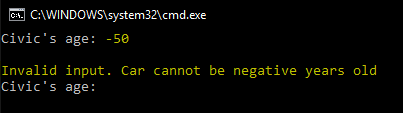 C:\WINDOWS\system32\cmd.exe
Civic's age: -50
Invalid input. Car cannot be negative years old
Civic's age: